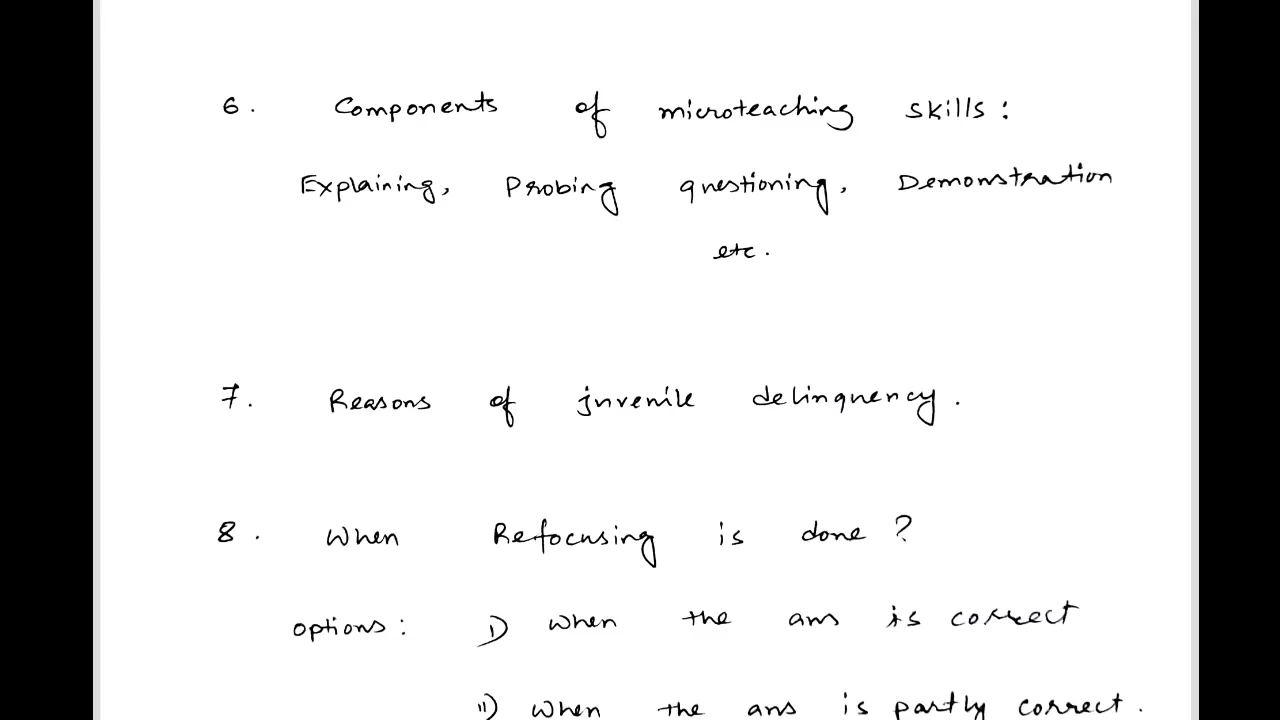 6. Components of microteaching skills:
Explaining, Probing questioning, Demonstration
etc.
7. Reasons of juvenile delinquency.
8. When Refocusing is done?
options: i) when the ans is correct
ii) when the ans is partly correct.